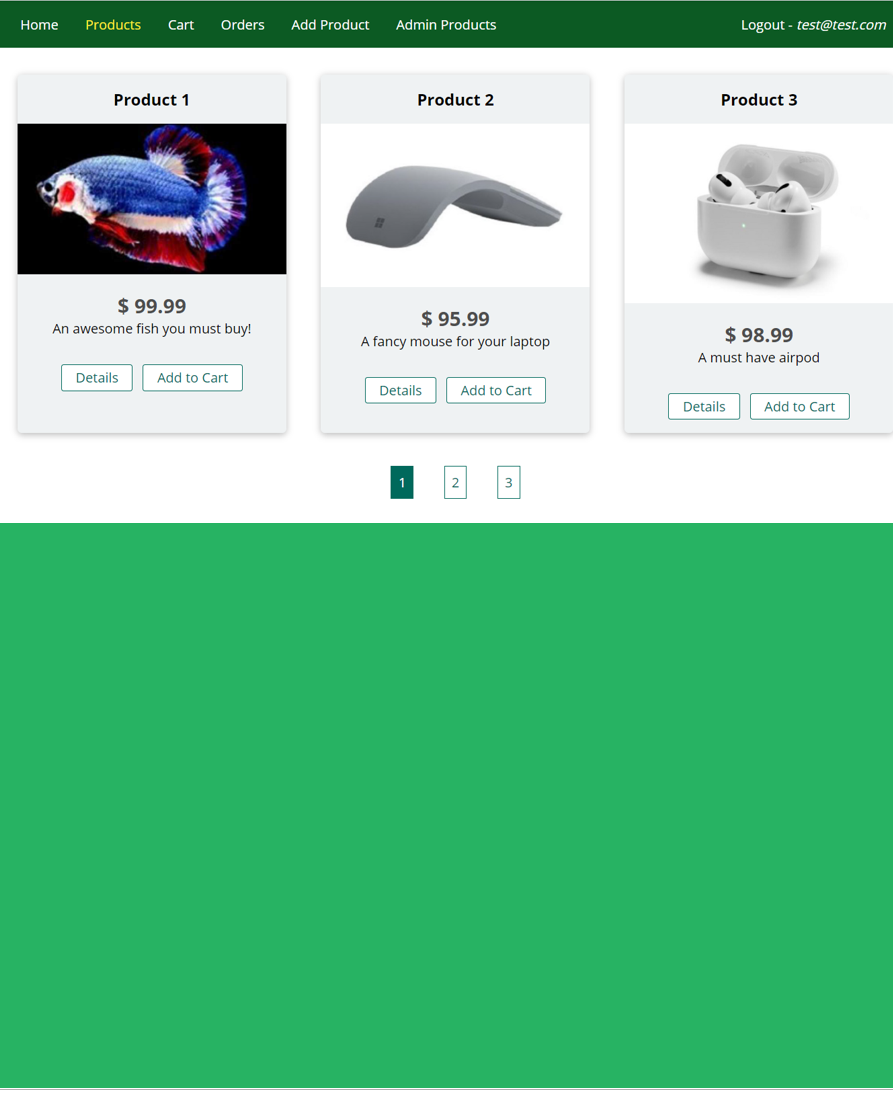 Home Products Cart Orders Add Product Admin Products Logout - test@test.com
Product 1
$ 99.99
An awesome fish you must buy!
Details Add to Cart
Product 2
$ 95.99
A fancy mouse for your laptop
Details Add to Cart
Product 3
$ 98.99
A must have airpod
Details Add to Cart
1 2 3